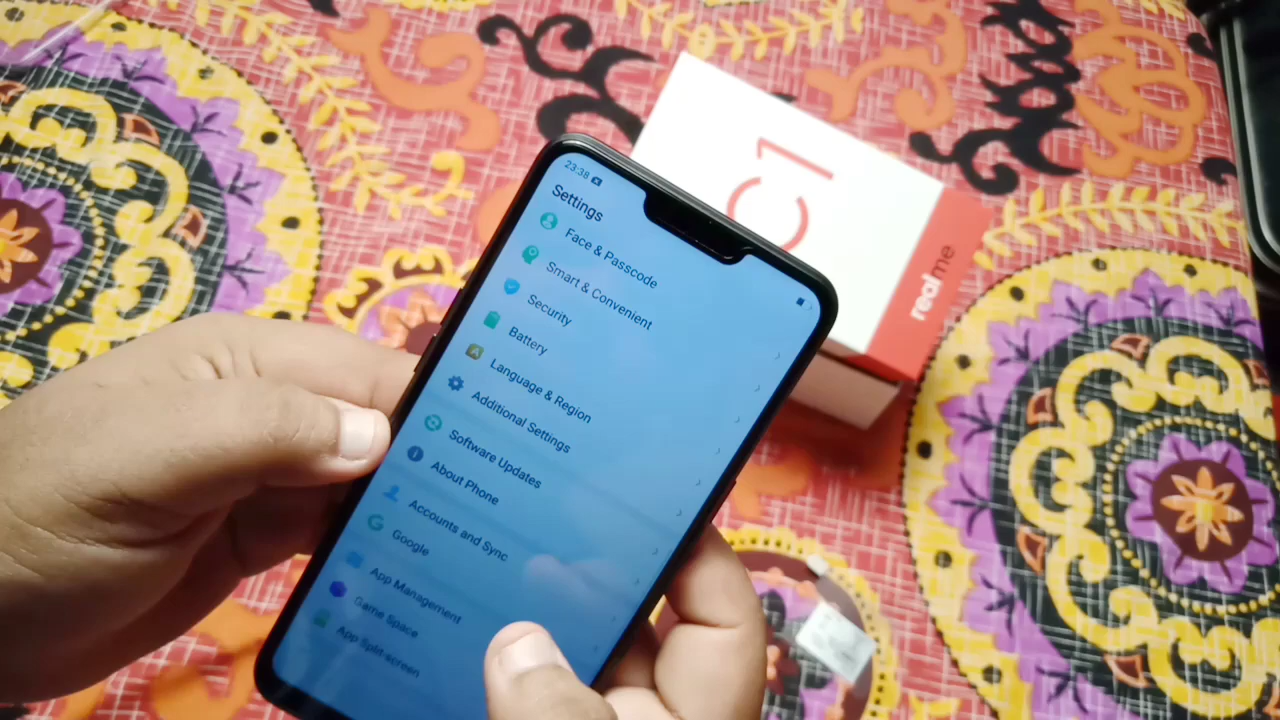 23:38
Settings
Face & Passcode
Smart & Convenient
Security
Battery
Language & Region
Additional Settings
Software Updates
About Phone
Accounts and Sync
Google
App Management
Game Space
App Split-screen
C1
realme